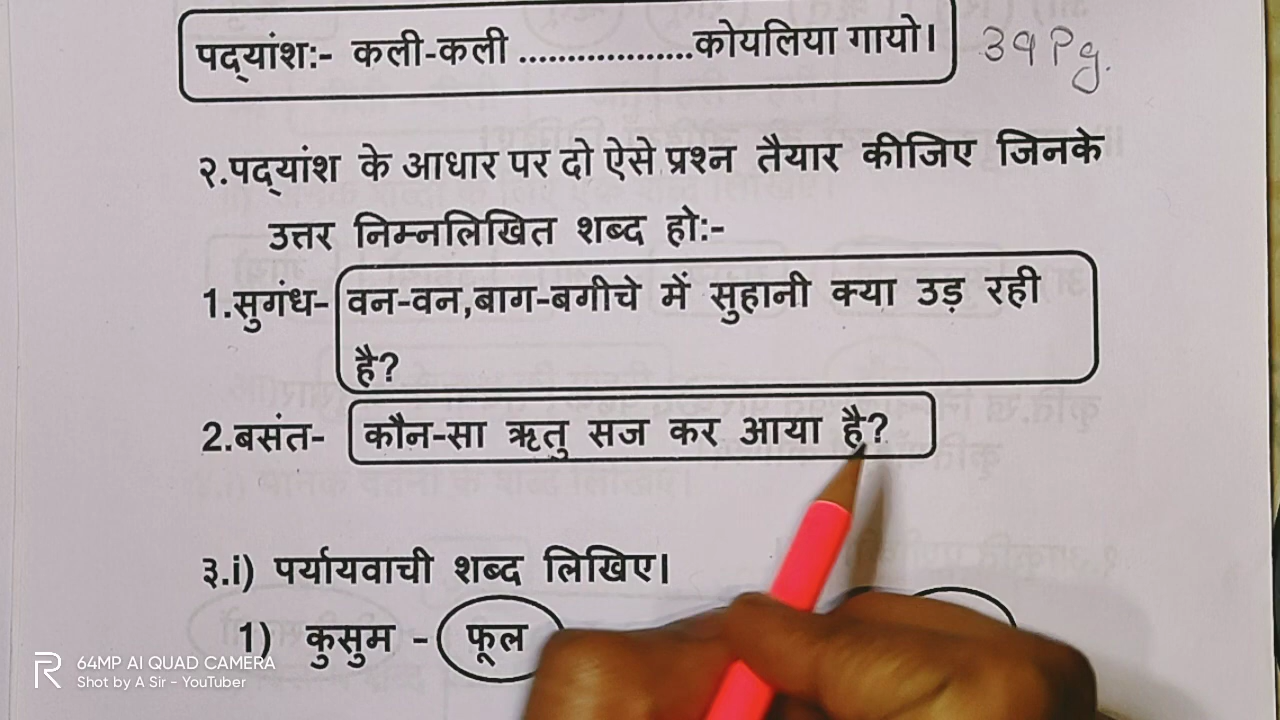 पद्यांश:- कली-कली ..................कोयलिया गायो। 39 Pg.
२.पद्यांश के आधार पर दो ऐसे प्रश्न तैयार कीजिए जिनके
उत्तर निम्नलिखित शब्द हो:-
1.सुगंध- वन-वन,बाग-बगीचे में सुहानी क्या उड़ रही
है?
2.बसंत- कौन-सा ऋतु सज कर आया है?
३.i) पर्यायवाची शब्द लिखिए।
1) कुसुम - फूल
64MP AI QUAD CAMERA
Shot by A Sir - YouTuber